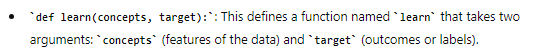 • `def learn(concepts, target):`: This defines a function named `learn` that takes two
arguments: `concepts` (features of the data) and `target` (outcomes or labels).